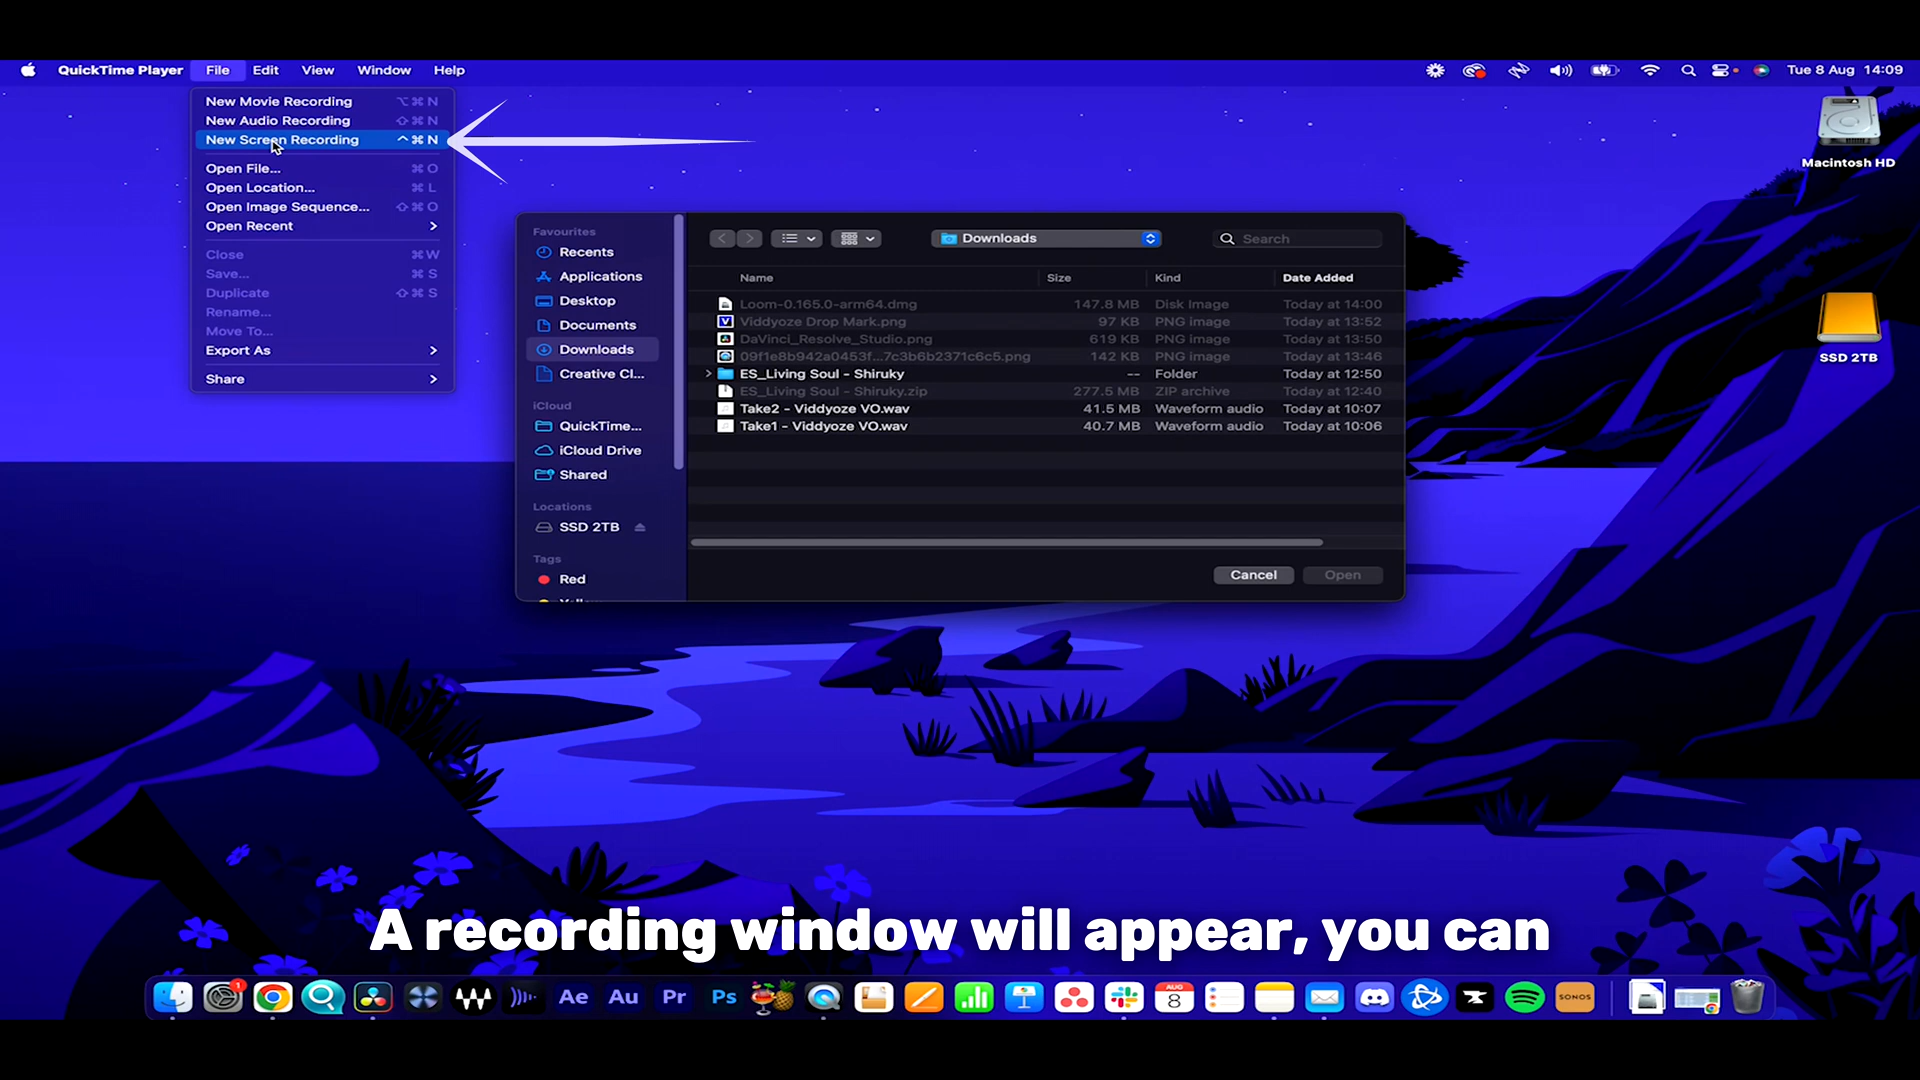 QuickTime Player File Edit View Window Help Tue 8 Aug 14:09
New Movie Recording ⌥⌘N
New Audio Recording ⇧⌘N
New Screen Recording ^⌘N
Open File... ⌘O
Open Location... ⌘L
Open Image Sequence... ⇧⌘O
Open Recent
Close ⌘W
Save... ⌘S
Duplicate ⇧⌘S
Rename...
Move To...
Export As
Share
Macintosh HD
SSD 2TB
Favourites
Recents
Applications
Desktop
Documents
Downloads
Creative Cl...
iCloud
QuickTime...
iCloud Drive
Shared
Locations
SSD 2TB
Tags
Red
Downloads Search
Name Size Kind Date Added
Loom-0.165.0-arm64.dmg 147.8 MB Disk Image Today at 14:00
Viddyoze Drop Mark.png 97 KB PNG image Today at 13:52
DaVinci_Resolve_Studio.png 619 KB PNG image Today at 13:50
09f1e8b942a0453f...7c3b6b2371c6c5.png 142 KB PNG image Today at 13:46
ES_Living Soul - Shiruky -- Folder Today at 12:50
ES_Living Soul - Shiruky.zip 277.5 MB ZIP archive Today at 12:40
Take2 - Viddyoze VO.wav 41.5 MB Waveform audio Today at 10:07
Take1 - Viddyoze VO.wav 40.7 MB Waveform audio Today at 10:06
Cancel Open
A recording window will appear, you can
1 Ae Au Pr Ps AUG 8 SONOS